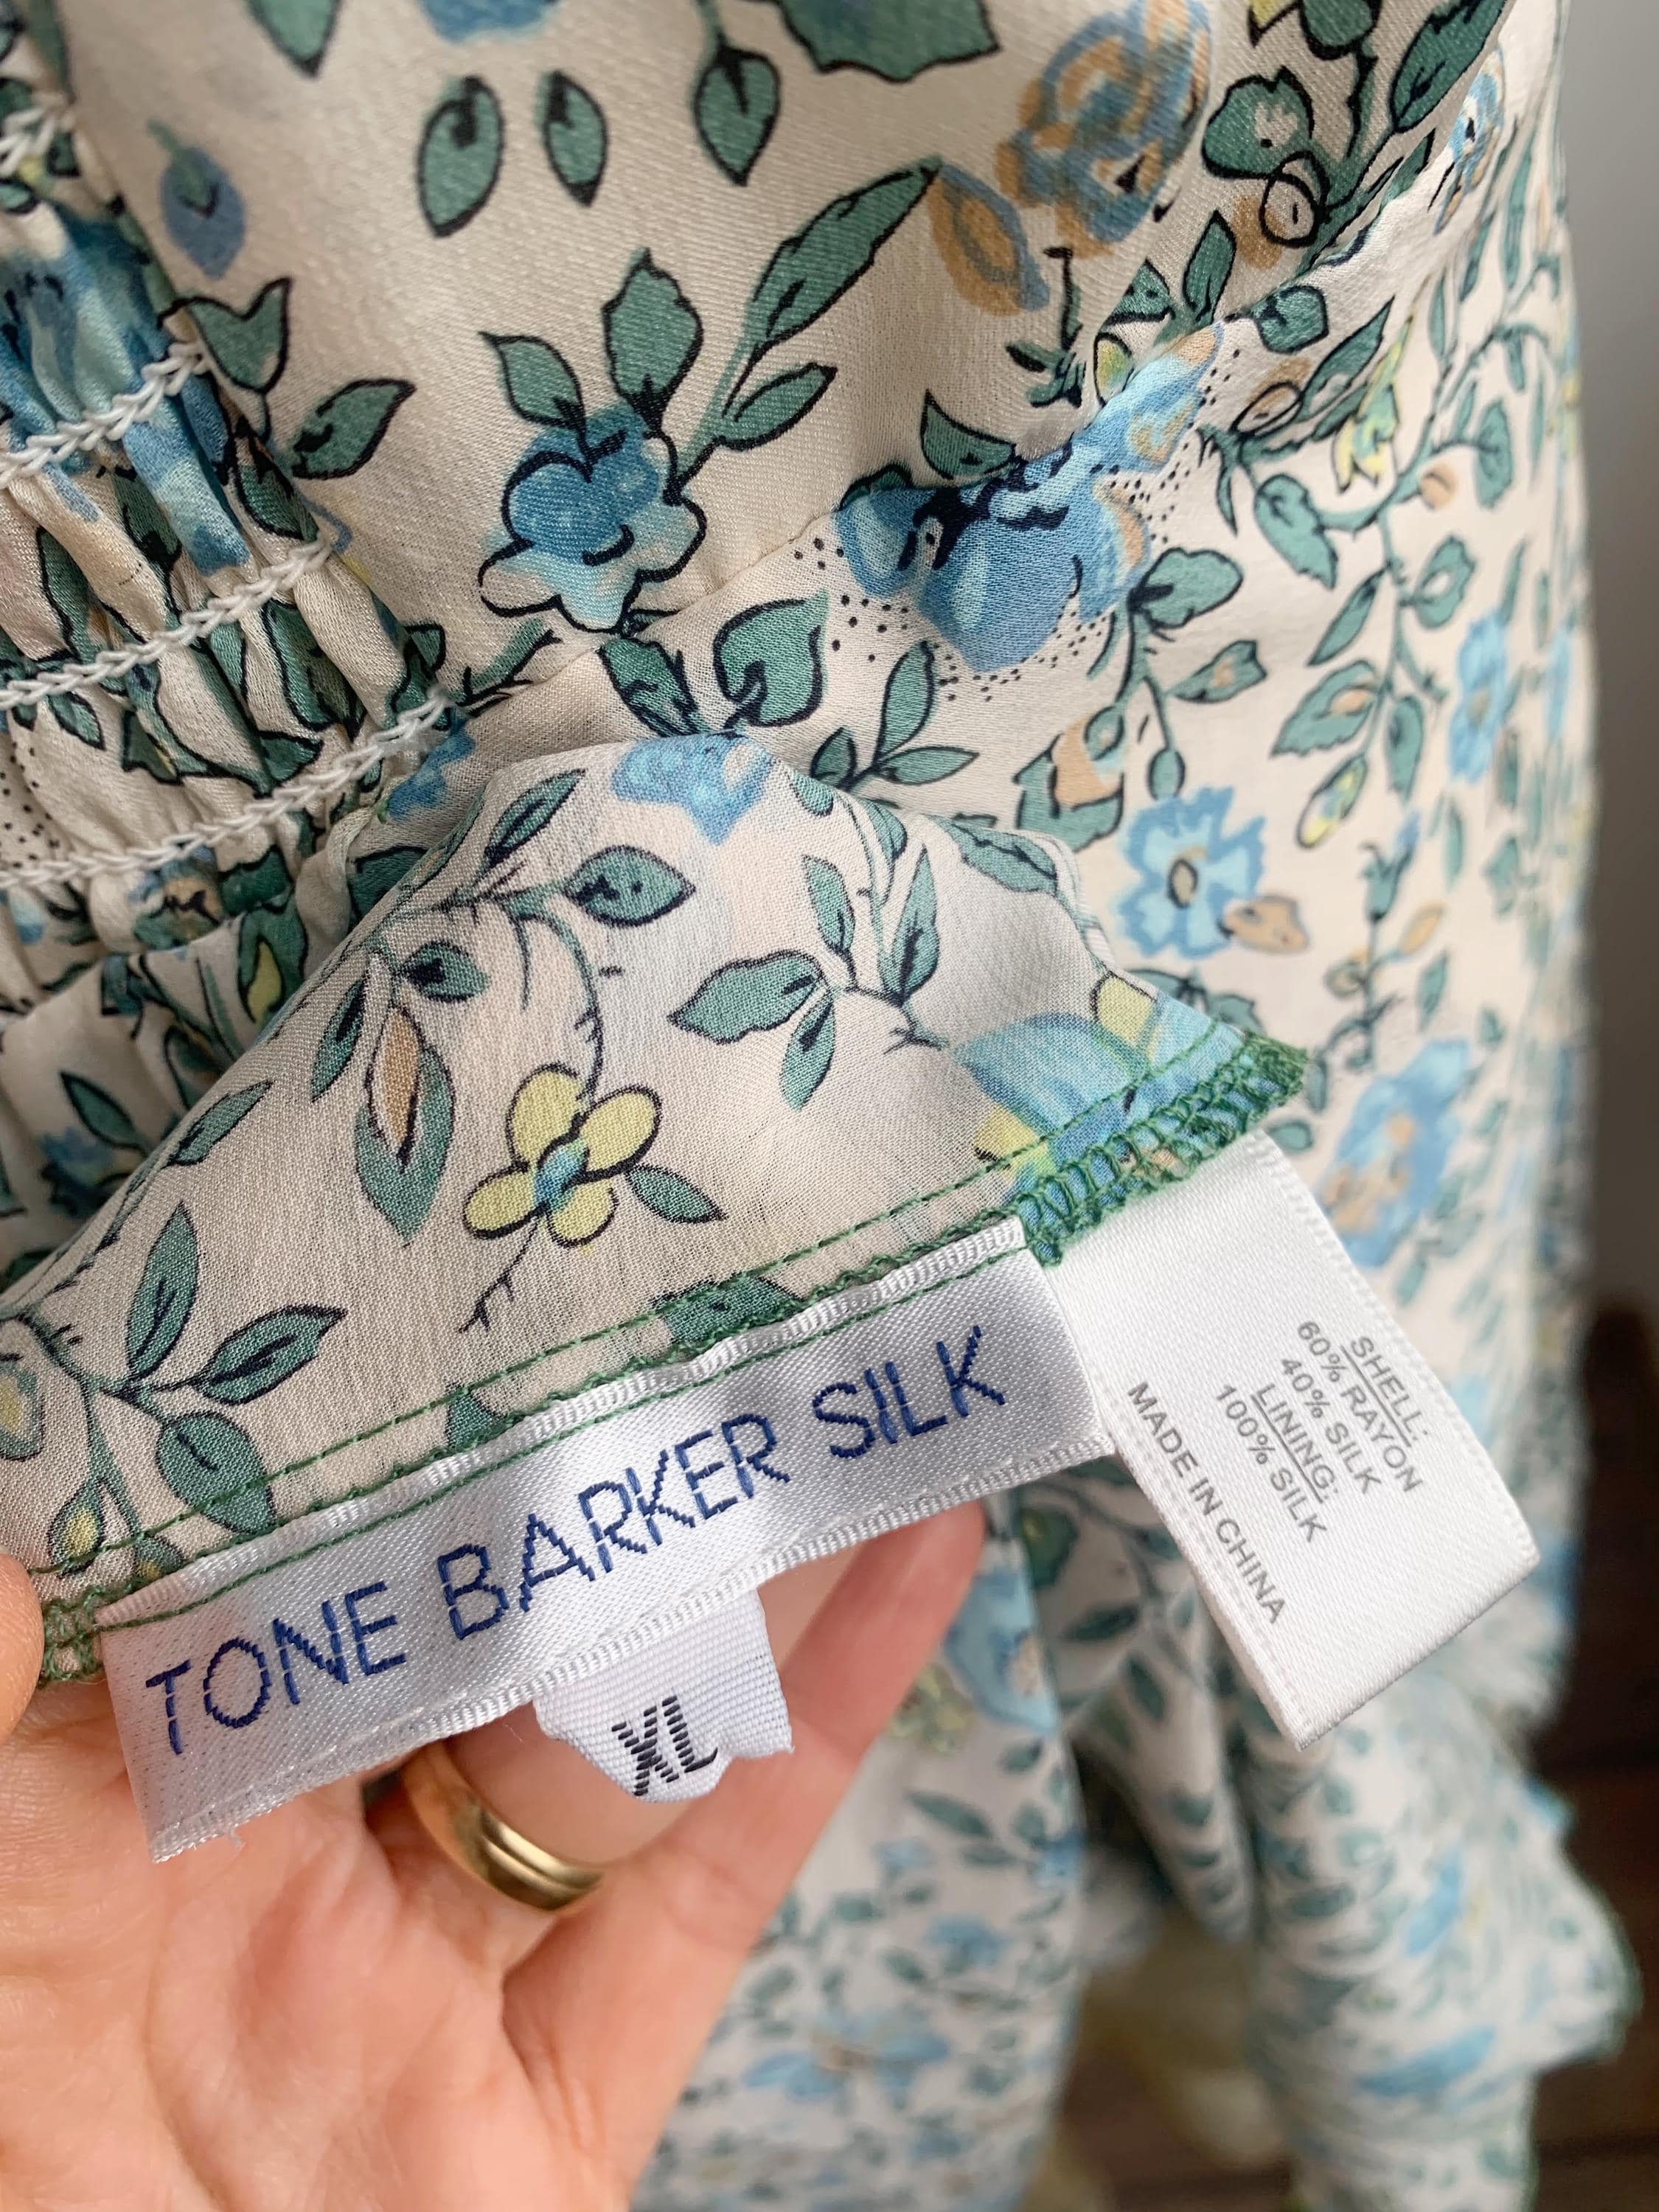 TONE BARKER SILK
XL
SHELL:
60% RAYON
40% SILK
LINING:
100% SILK
MADE IN CHINA